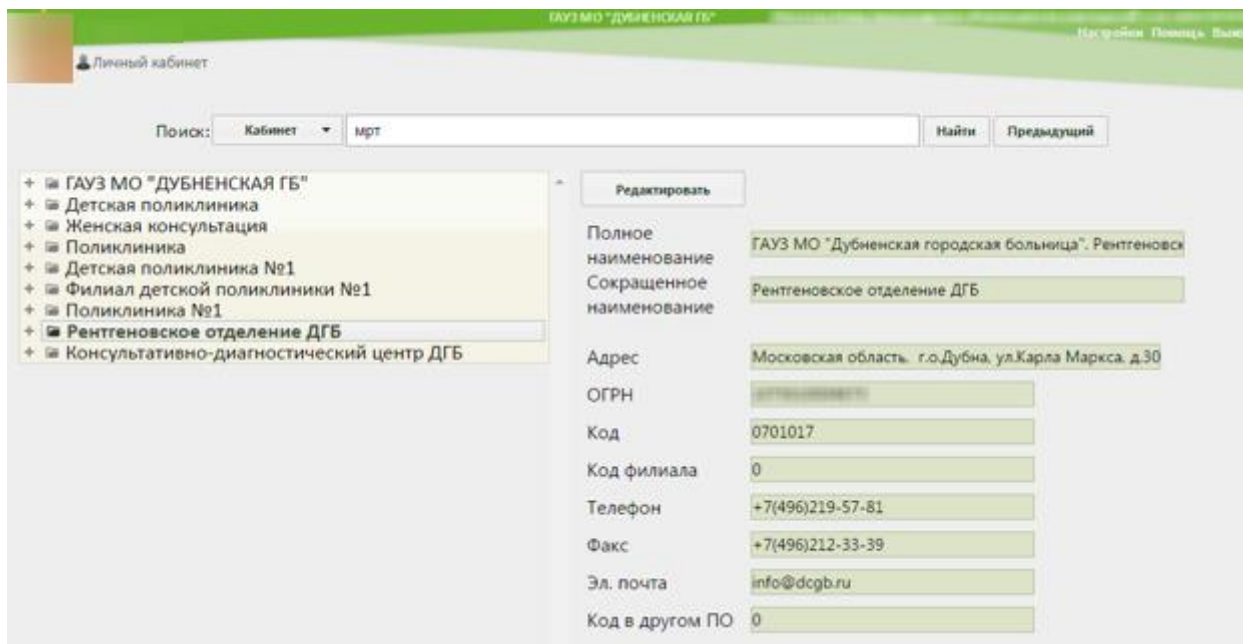 ГАУЗ МО "ДУБНЕНСКАЯ ГБ"
Настройки Помощь
Личный кабинет
Поиск: Кабинет мрт Найти Предыдущий
ГАУЗ МО "ДУБНЕНСКАЯ ГБ"
Детская поликлиника
Женская консультация
Поликлиника
Детская поликлиника №1
Филиал детской поликлиники №1
Поликлиника №1
Рентгеновское отделение ДГБ
Консультативно-диагностический центр ДГБ
Редактировать
Полное
наименование
ГАУЗ МО "Дубненская городская больница". Рентгеновск
Сокращенное
наименование
Рентгеновское отделение ДГБ
Адрес Московская область, г.о.Дубна, ул.Карла Маркса, д.30
ОГРН
Код 0701017
Код филиала 0
Телефон +7(496)219-57-81
Факс +7(496)212-33-39
Эл. почта info@dcgb.ru
Код в другом ПО 0